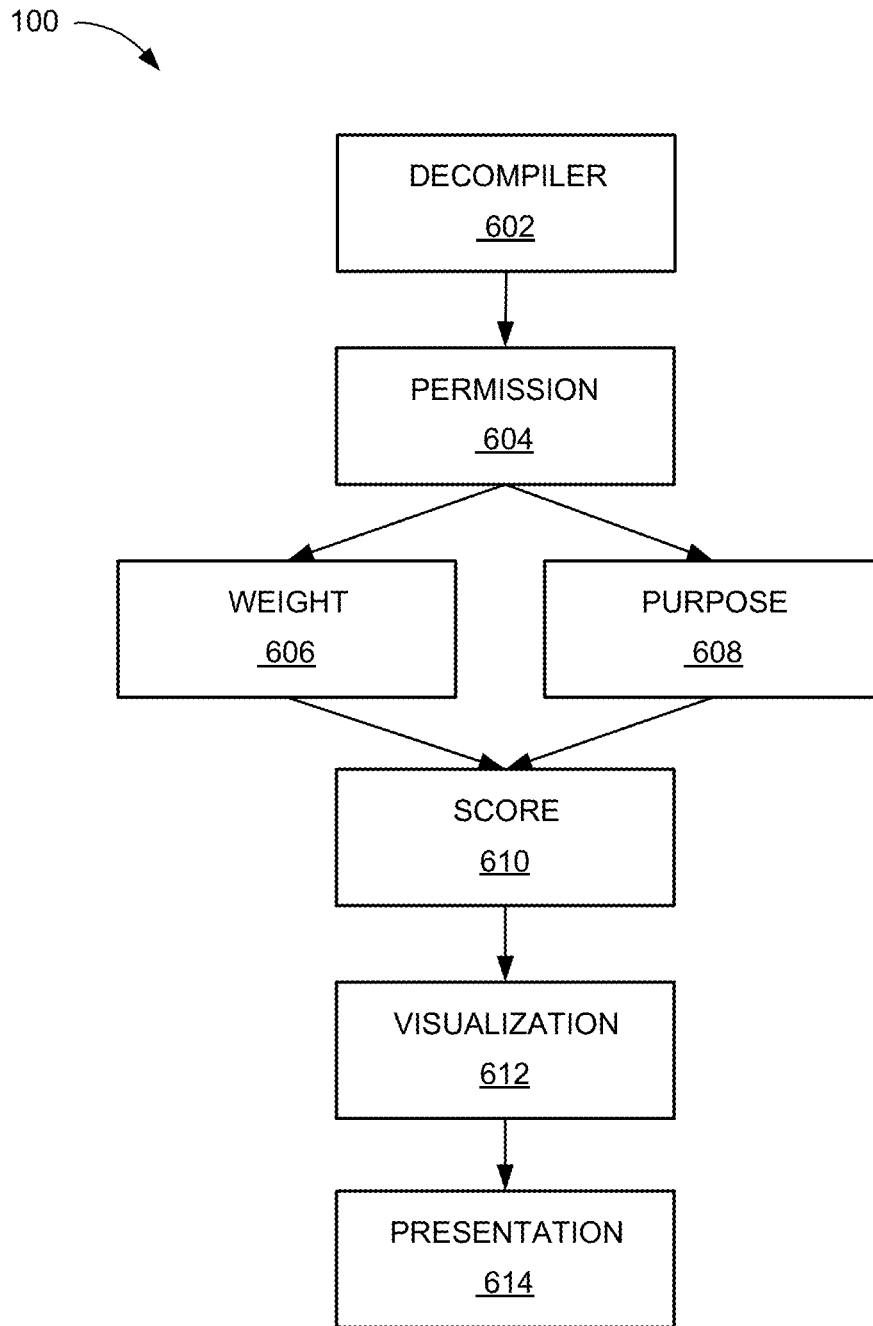 100
DECOMPILER
602
PERMISSION
604
WEIGHT
606
PURPOSE
608
SCORE
610
VISUALIZATION
612
PRESENTATION
614